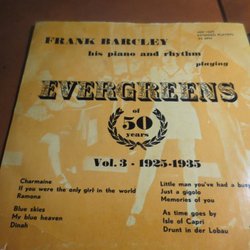 FRANK BARCLEY
his piano and rhythm
playing
EVERGREENS
of
50
years
Vol. 3 - 1925-1935
Charmaine
If you were the only girl in the world
Ramona
Blue skies
My blue heaven
Dinah
Little man you've had a busy
Just a gigolo
Memories of you
As time goes by
Isle of Capri
Drunt in der Lobau